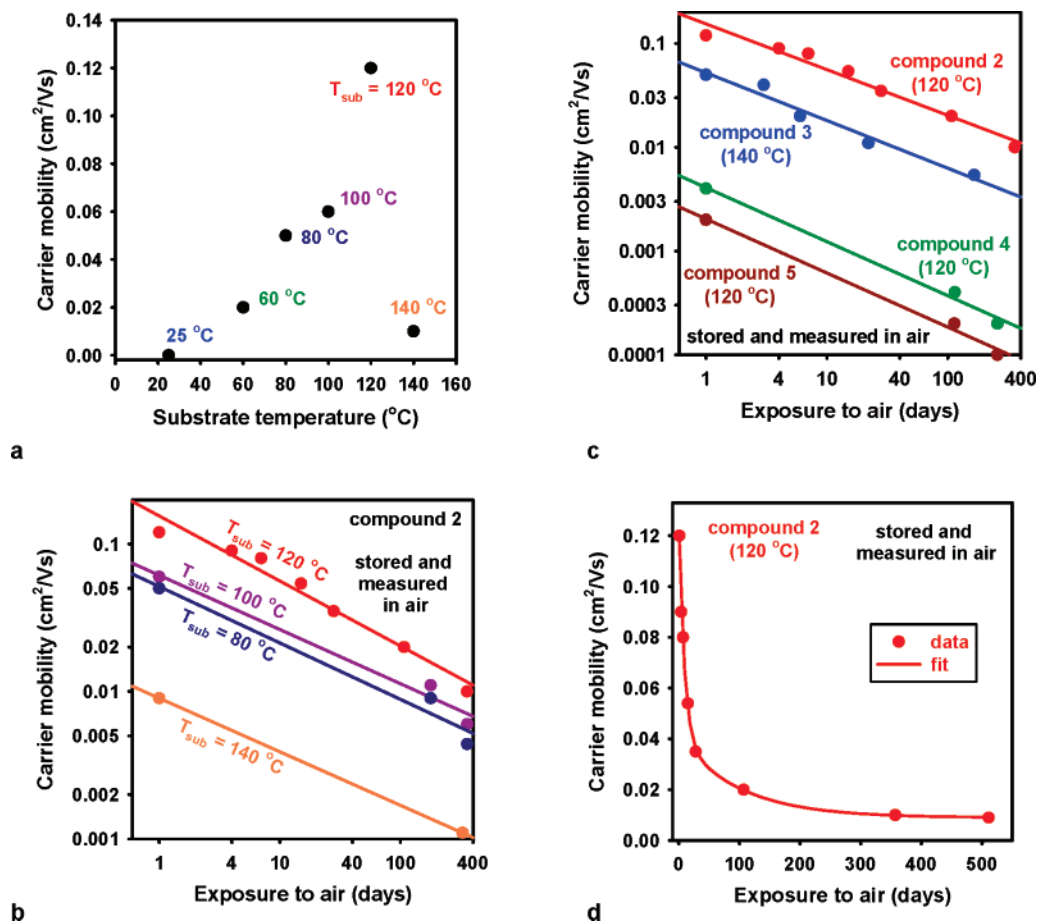 0.14
0.12
0.10
0.08
0.06
0.04
0.02
0.00
Carrier mobility (cm²/Vs)
T_sub = 120 °C
100 °C
80 °C
60 °C
140 °C
25 °C
0 20 40 60 80 100 120 140 160
Substrate temperature (°C)
a
0.1
0.03
0.01
0.003
0.001
0.0003
0.0001
Carrier mobility (cm²/Vs)
compound 2
(120 °C)
compound 3
(140 °C)
compound 4
(120 °C)
compound 5
(120 °C)
stored and measured in air
1 4 10 40 100 400
Exposure to air (days)
c
0.1
0.05
0.02
0.01
0.005
0.002
0.001
Carrier mobility (cm²/Vs)
compound 2
stored and
measured
in air
T_sub = 120 °C
T_sub = 100 °C
T_sub = 80 °C
T_sub = 140 °C
1 4 10 40 100 400
Exposure to air (days)
b
0.12
0.10
0.08
0.06
0.04
0.02
0.00
Carrier mobility (cm²/Vs)
compound 2
(120 °C)
stored and
measured in air
data
fit
0 100 200 300 400 500
Exposure to air (days)
d